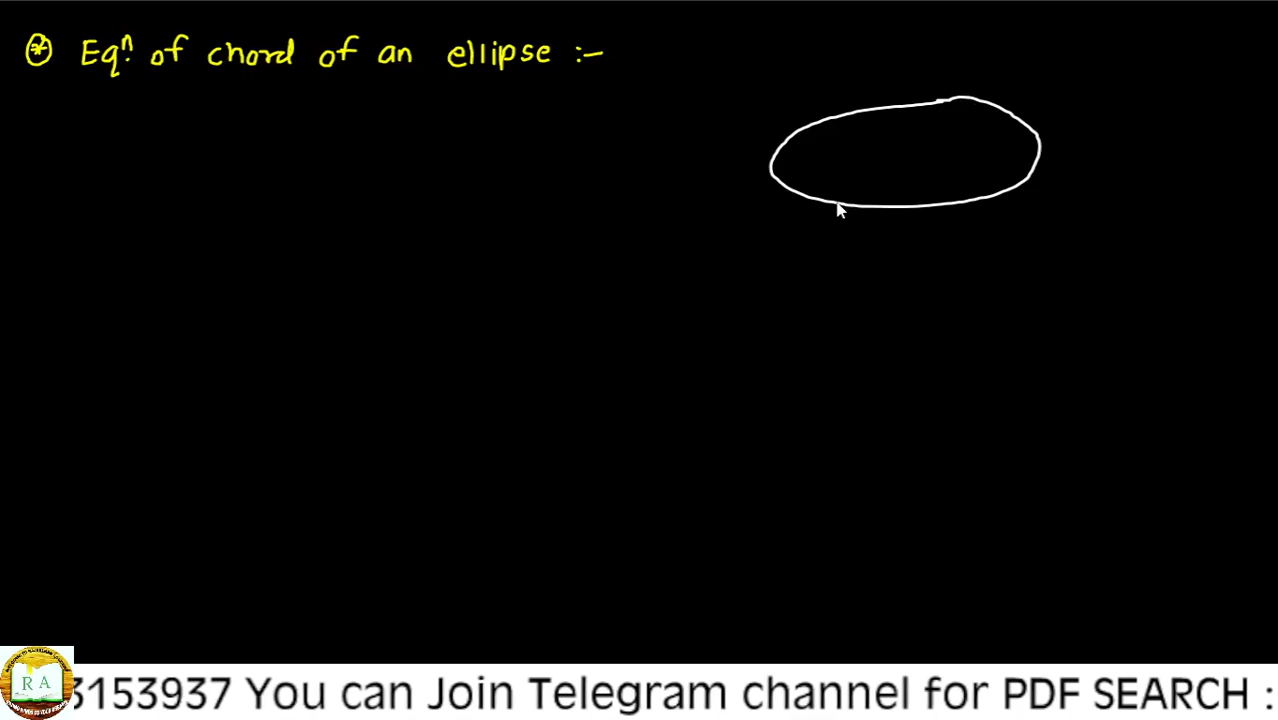 ⊛ Eqⁿ. of chord of an ellipse :-
R A
3153937 You can Join Telegram channel for PDF SEARCH :